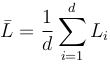 \bar{L} = \frac{1}{d} \sum_{i=1}^{d} L_i